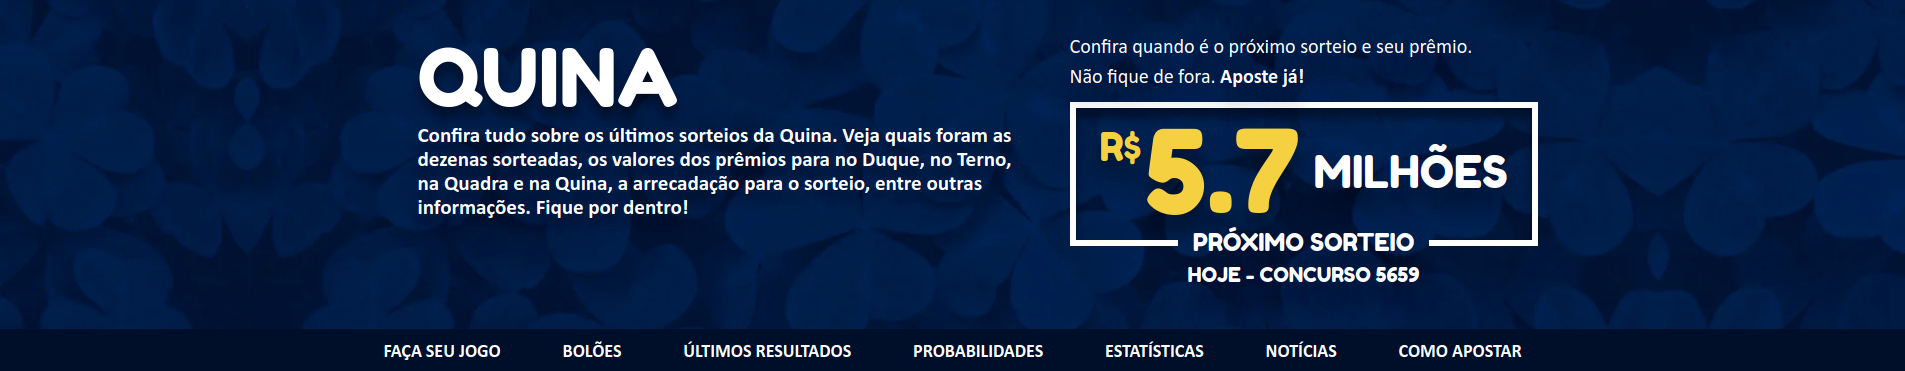 QUINA
Confira tudo sobre os últimos sorteios da Quina. Veja quais foram as
dezenas sorteadas, os valores dos prêmios para no Duque, no Terno,
na Quadra e na Quina, a arrecadação para o sorteio, entre outras
informações. Fique por dentro!
Confira quando é o próximo sorteio e seu prêmio.
Não fique de fora. Aposte já!
R$ 5.7 MILHÕES
PRÓXIMO SORTEIO
HOJE - CONCURSO 5659
FAÇA SEU JOGO BOLÕES ÚLTIMOS RESULTADOS PROBABILIDADES ESTATÍSTICAS NOTÍCIAS COMO APOSTAR